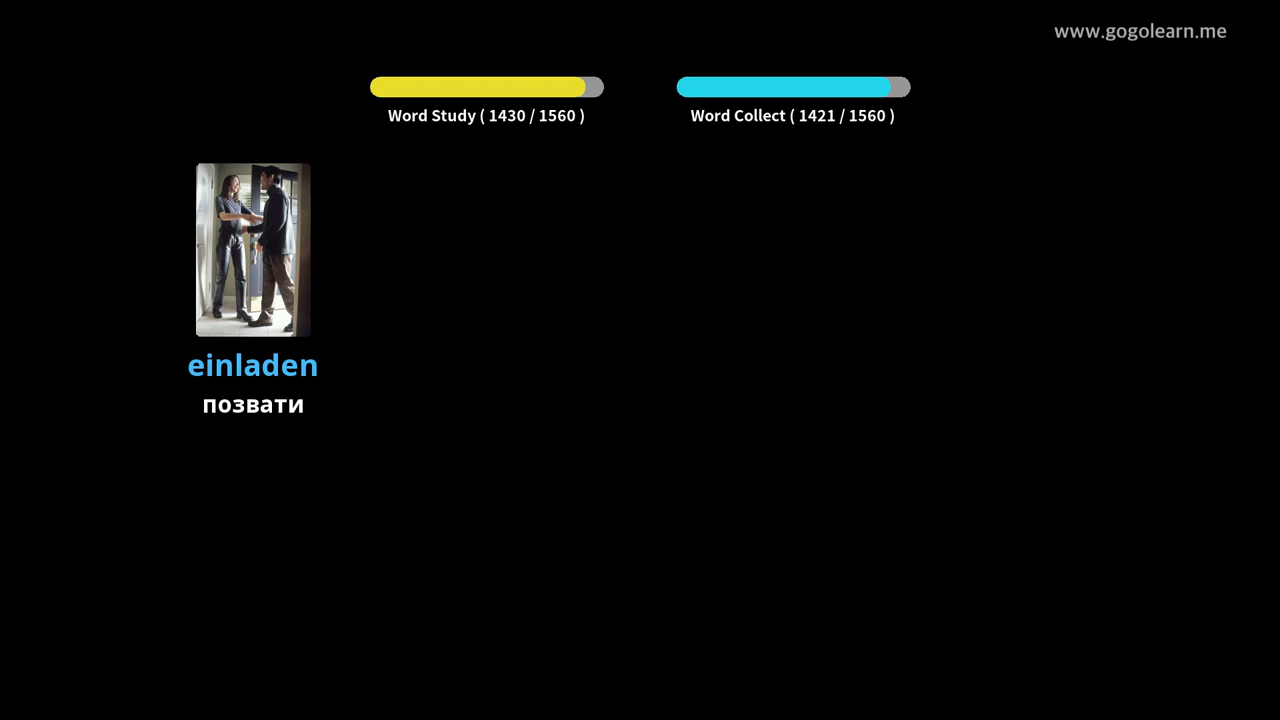 www.gogolearn.me
Word Study ( 1430 / 1560 )
Word Collect ( 1421 / 1560 )
einladen
позвати